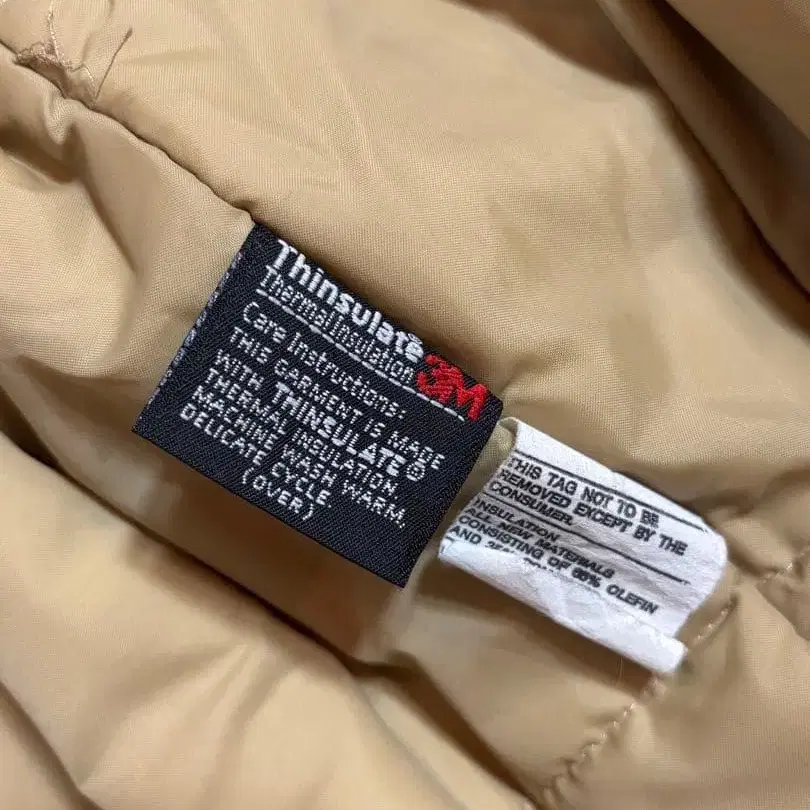 Thinsulate®
Thermal Insulation 3M
Care Instructions:
THIS GARMENT IS MADE
WITH THINSULATE®
THERMAL INSULATION.
MACHINE WASH WARM,
DELICATE CYCLE.
(OVER)
THIS TAG NOT TO BE
REMOVED EXCEPT BY THE
CONSUMER.
INSULATION
ALL NEW MATERIALS
CONSISTING OF OLEFIN
AND